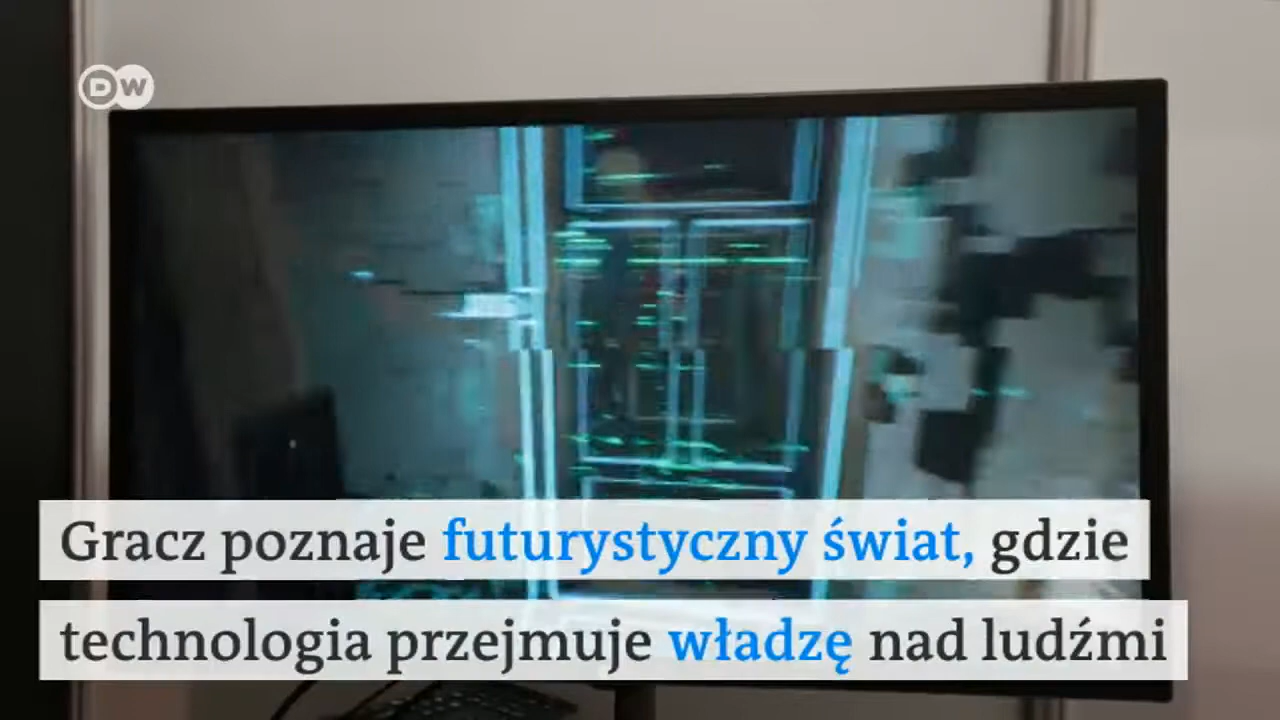 DW
Gracz poznaje futurystyczny świat, gdzie
technologia przejmuje władzę nad ludźmi